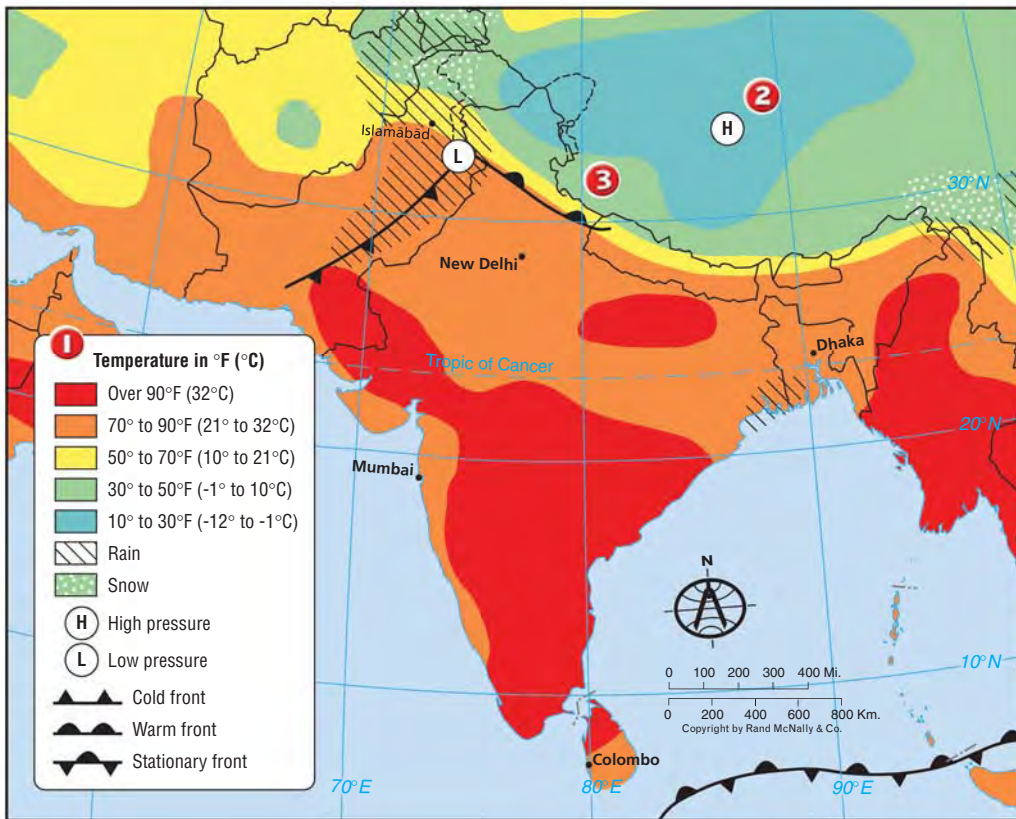 2
Islamābād
H
L
3
30°N
New Delhi
1
Temperature in °F (°C)
Dhaka
Tropic of Cancer
Over 90°F (32°C)
70° to 90°F (21° to 32°C)
20°N
50° to 70°F (10° to 21°C)
Mumbai
30° to 50°F (-1° to 10°C)
10° to 30°F (-12° to -1°C)
Rain
N
Snow
H High pressure
L Low pressure
10°N
0 100 200 300 400 Mi.
Cold front
0 200 400 600 800 Km.
Warm front
Copyright by Rand McNally & Co.
Stationary front
Colombo
70°E
80°E
90°E